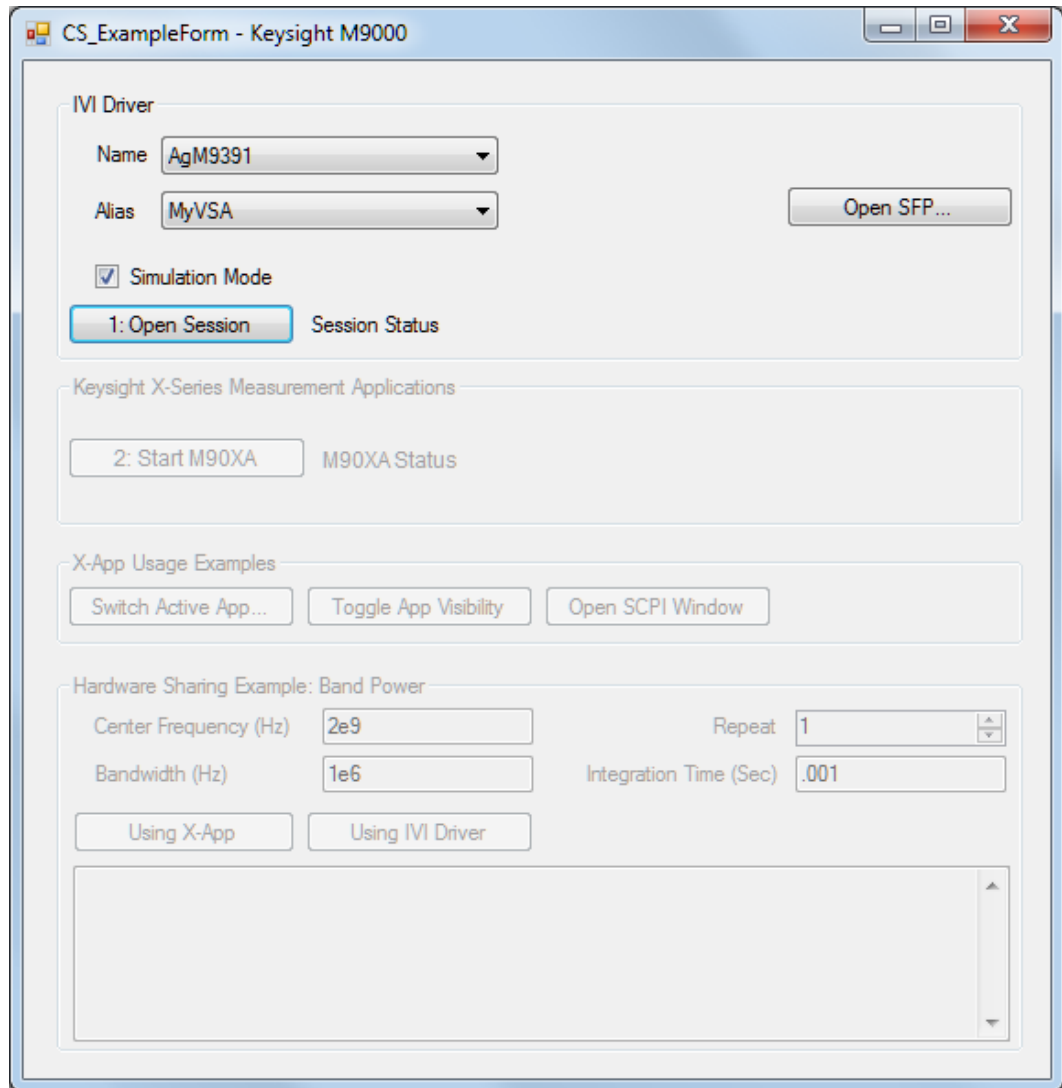 CS_ExampleForm - Keysight M9000
IVI Driver
Name AgM9391
Alias MyVSA Open SFP...
Simulation Mode
1: Open Session Session Status
Keysight X-Series Measurement Applications
2: Start M90XA M90XA Status
X-App Usage Examples
Switch Active App... Toggle App Visibility Open SCPI Window
Hardware Sharing Example: Band Power
Center Frequency (Hz) 2e9 Repeat 1
Bandwidth (Hz) 1e6 Integration Time (Sec) .001
Using X-App Using IVI Driver